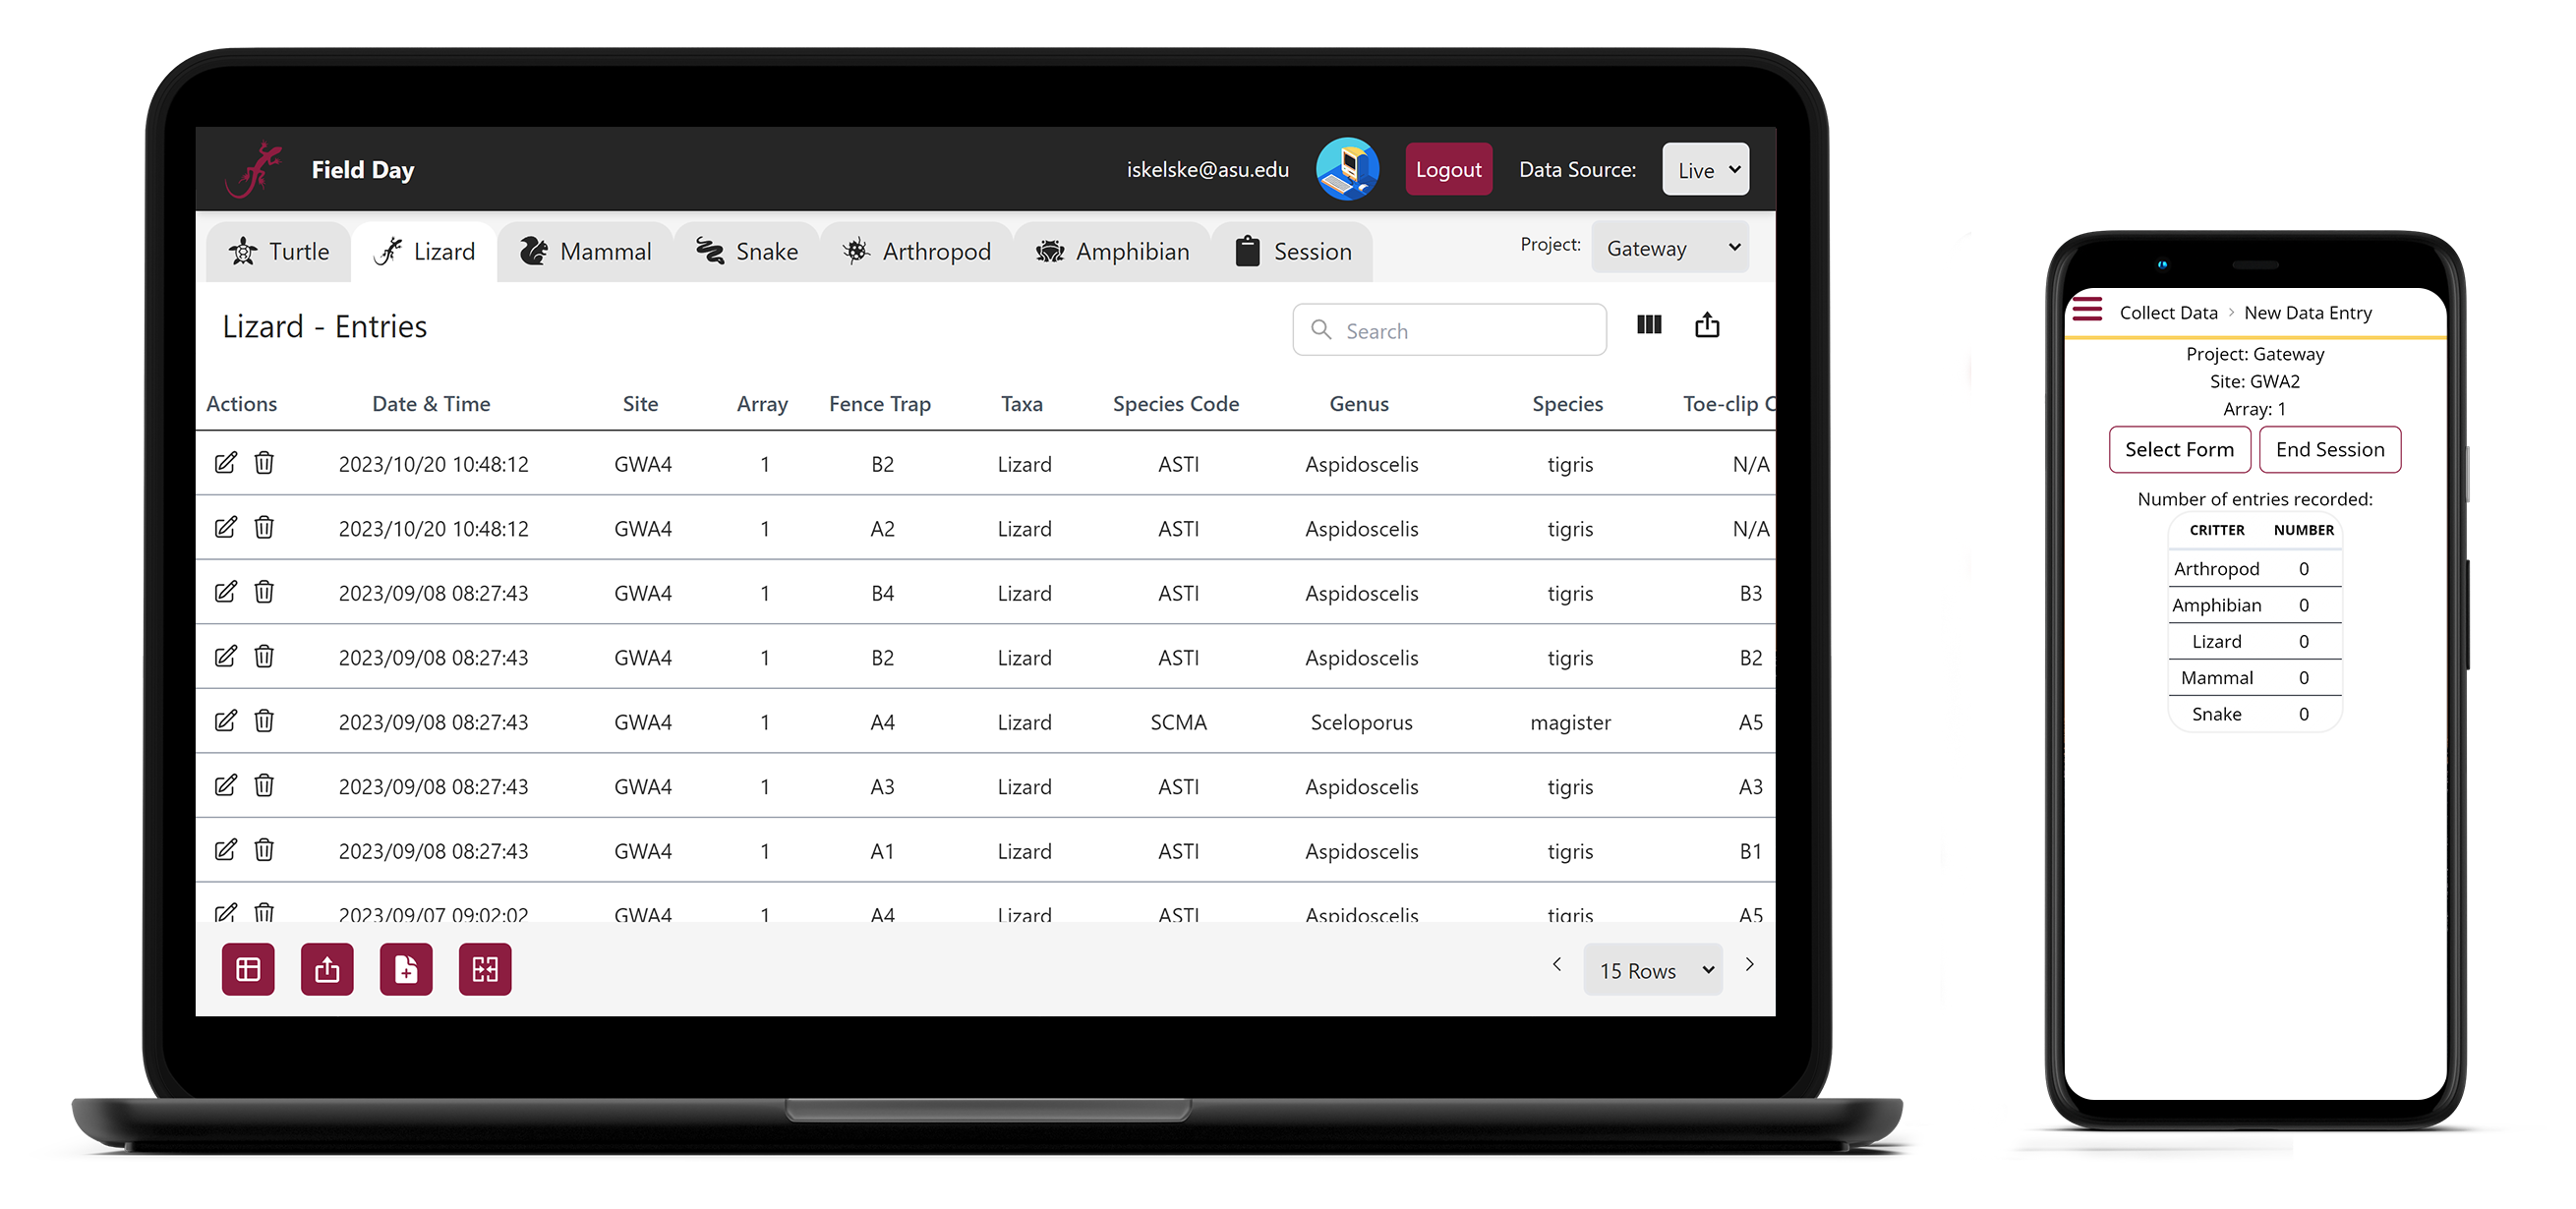 Field Day iskelske@asu.edu Logout Data Source: Live
Turtle Lizard Mammal Snake Arthropod Amphibian Session Project: Gateway
Lizard - Entries Search
Actions Date & Time Site Array Fence Trap Taxa Species Code Genus Species Toe-clip C
2023/10/20 10:48:12 GWA4 1 B2 Lizard ASTI Aspidoscelis tigris N/A
2023/10/20 10:48:12 GWA4 1 A2 Lizard ASTI Aspidoscelis tigris N/A
2023/09/08 08:27:43 GWA4 1 B4 Lizard ASTI Aspidoscelis tigris B3
2023/09/08 08:27:43 GWA4 1 B2 Lizard ASTI Aspidoscelis tigris B2
2023/09/08 08:27:43 GWA4 1 A4 Lizard SCMA Sceloporus magister A5
2023/09/08 08:27:43 GWA4 1 A3 Lizard ASTI Aspidoscelis tigris A3
2023/09/08 08:27:43 GWA4 1 A1 Lizard ASTI Aspidoscelis tigris B1
2023/09/07 09:02:02 GWA4 1 A4 Lizard ASTI Aspidoscelis tigris A5
15 Rows
Collect Data > New Data Entry
Project: Gateway
Site: GWA2
Array: 1
Select Form End Session
Number of entries recorded:
CRITTER NUMBER
Arthropod 0
Amphibian 0
Lizard 0
Mammal 0
Snake 0